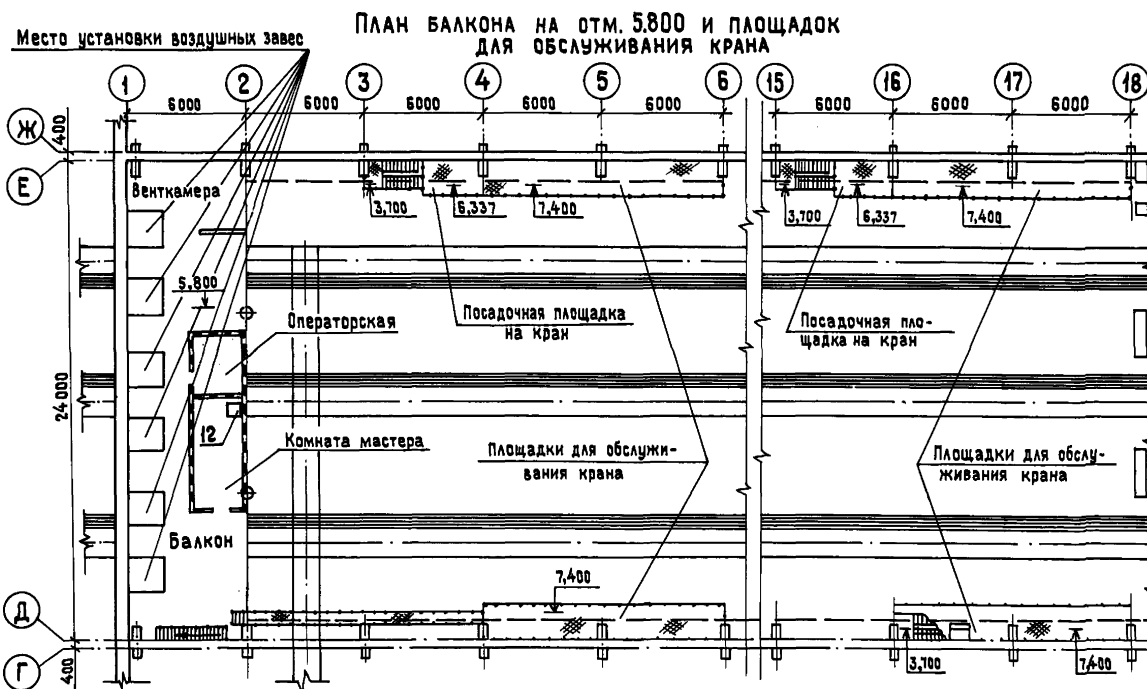 ПЛАН БАЛКОНА НА ОТМ. 5.800 И ПЛОЩАДОК
ДЛЯ ОБСЛУЖИВАНИЯ КРАНА
Место установки воздушных завес
1 2 3 4 5 6 15 16 17 18
6000 6000 6000 6000 6000 6000 6000 6000
Ж
400
Е
Венткамера
3,700 6,337 7,400
3,700 6,337 7,400
5,800
Операторская
Посадочная площадка
на кран
Посадочная пло-
щадка на кран
24000
12
Комната мастера
Площадки для обслужи-
вания крана
Площадки для обслу-
живания крана
Балкон
7,400
Д
3,700 7,400
Г
400